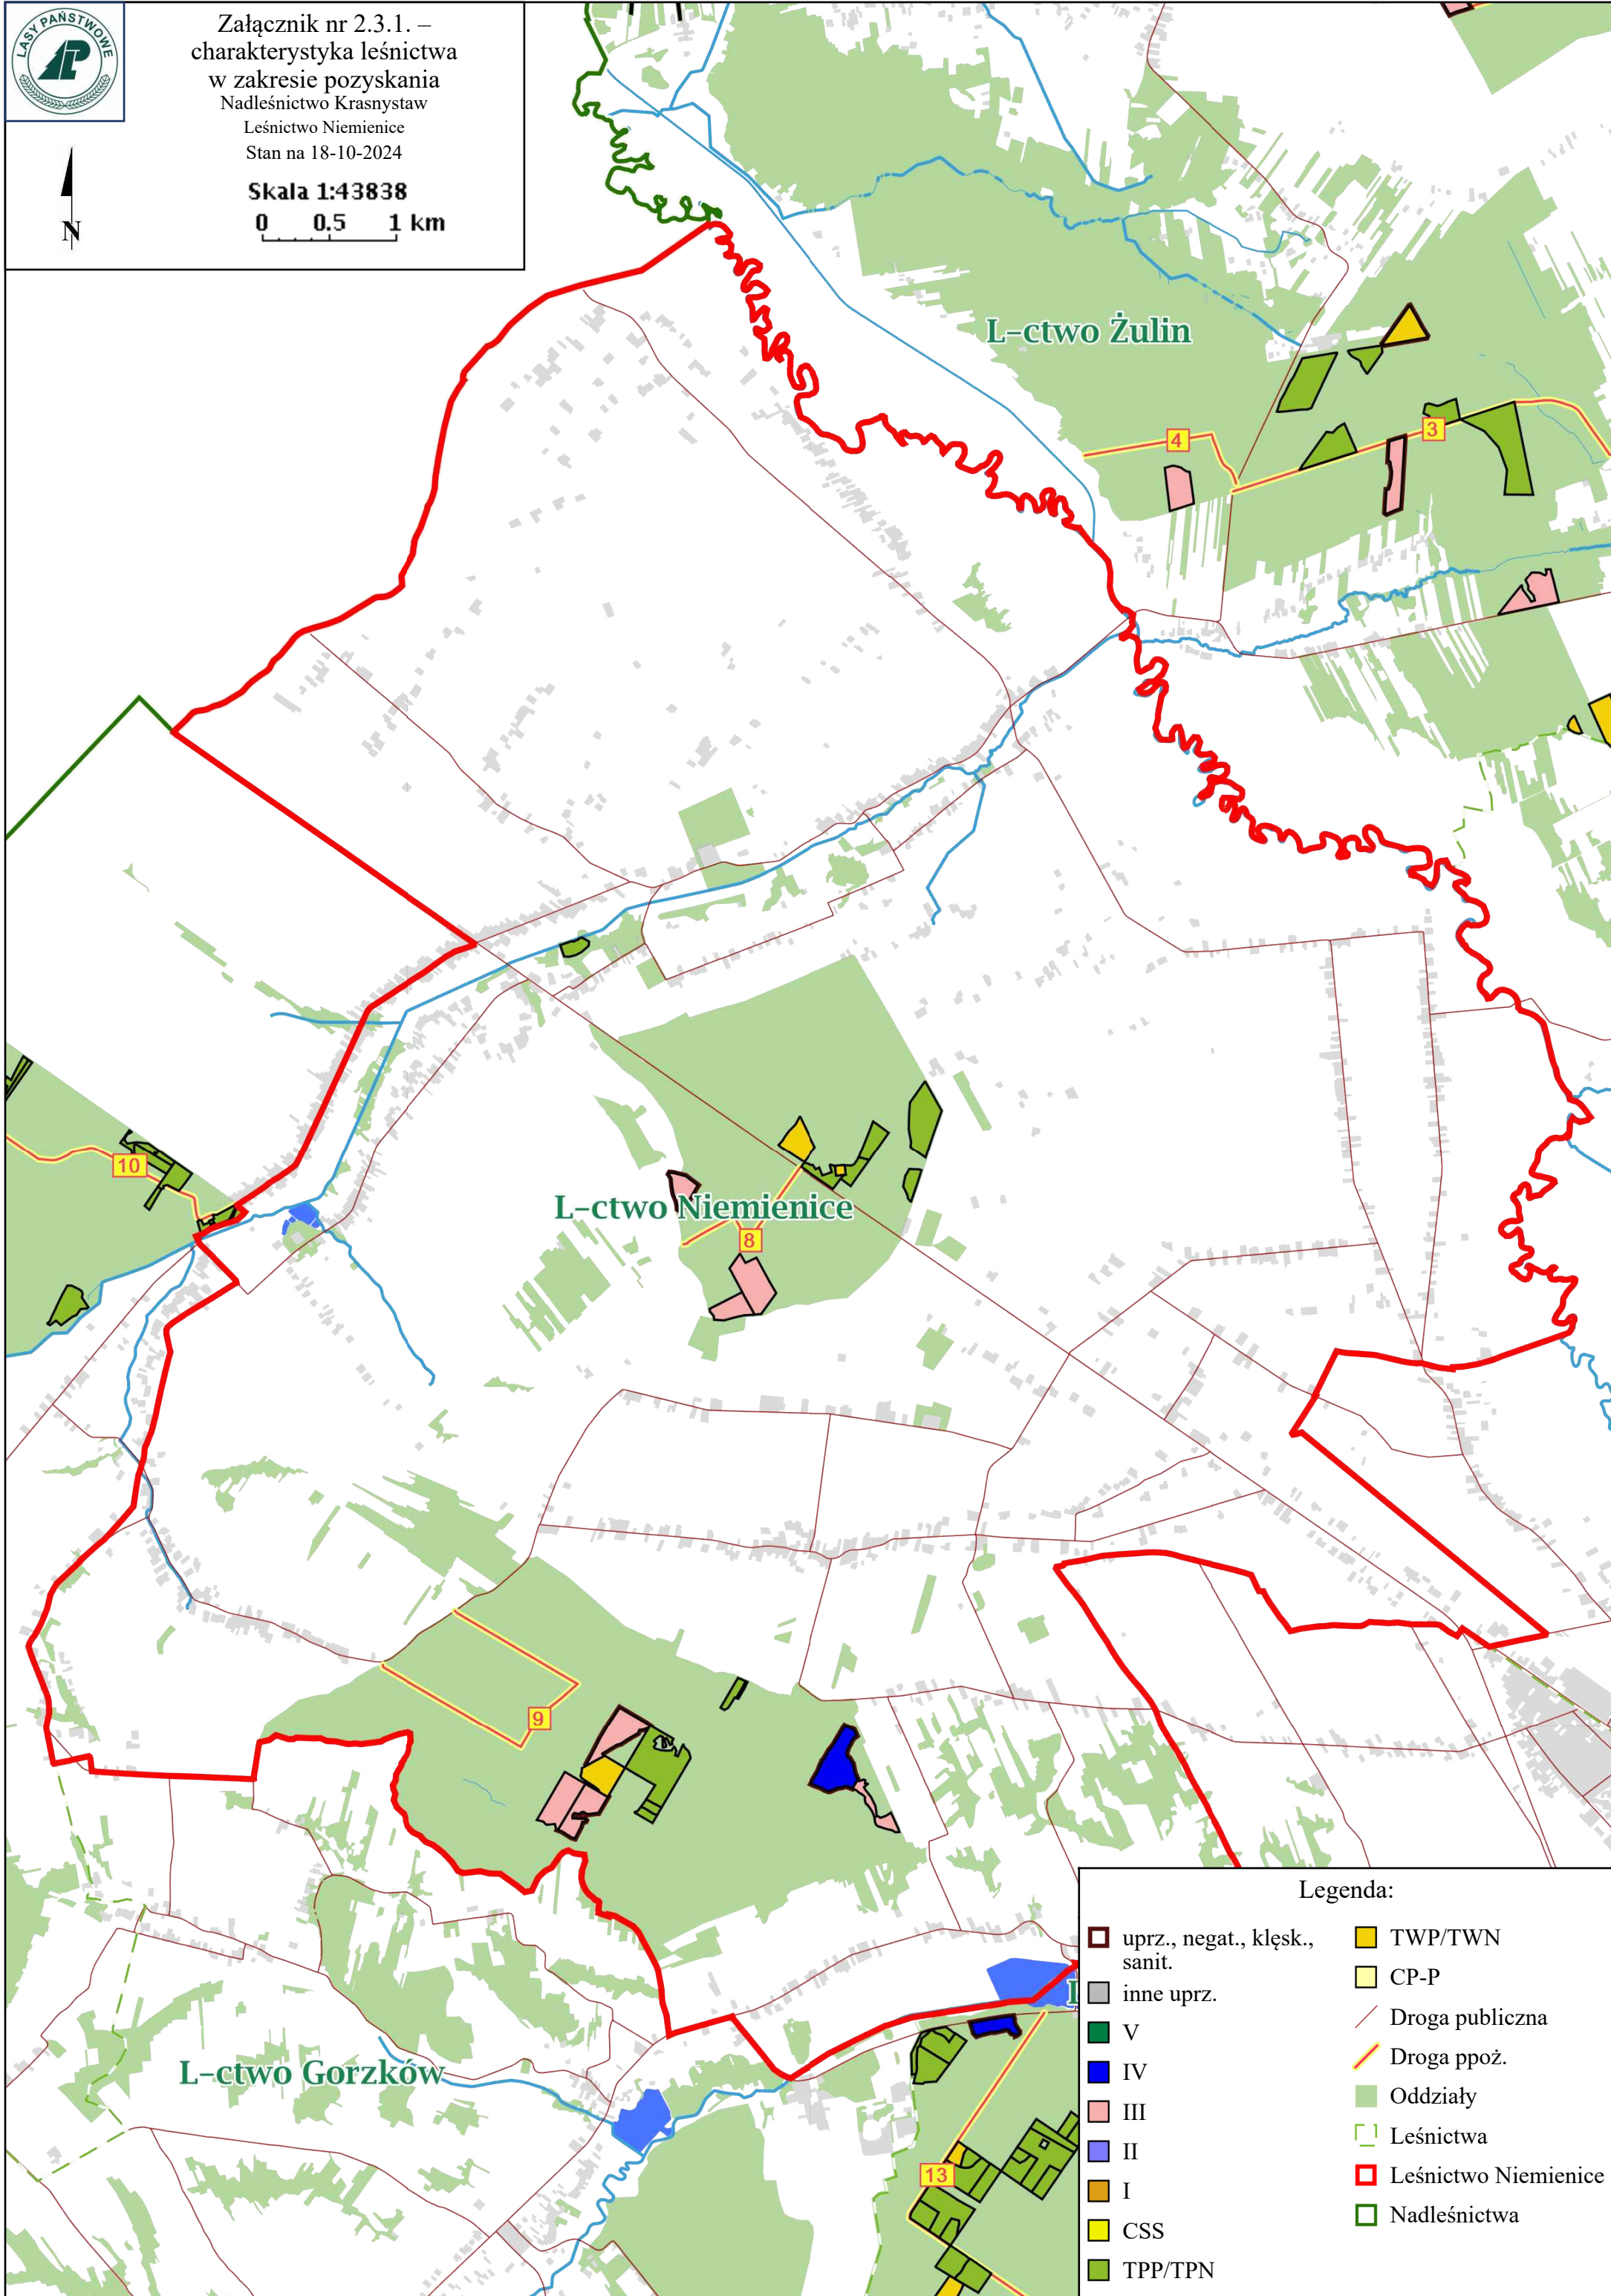 LASY PAŃSTWOWE
Załącznik nr 2.3.1. –
charakterystyka leśnictwa
w zakresie pozyskania
Nadleśnictwo Krasnystaw
Leśnictwo Niemienice
Stan na 18-10-2024
Skala 1:43838
0 0.5 1 km
N
L-ctwo Żulin
4
3
10
L-ctwo Niemienice
8
9
L-ctwo Gorzków
13
Legenda:
uprz., negat., klęsk.,
sanit.
inne uprz.
V
IV
III
II
I
CSS
TPP/TPN
TWP/TWN
CP-P
Droga publiczna
Droga ppoż.
Oddziały
Leśnictwa
Leśnictwo Niemienice
Nadleśnictwa